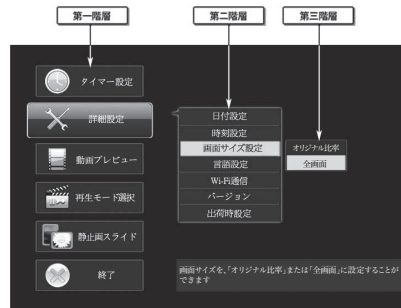 第一階層
第二階層
第三階層
タイマー設定
詳細設定
動画プレビュー
再生モード選択
静止画スライド
終了
日付設定
時刻設定
画面サイズ設定
言語設定
Wi-Fi通信
バージョン
出荷時設定
オリジナル比率
全画面
画面サイズを、「オリジナル比率」または「全画面」に設定することが
できます